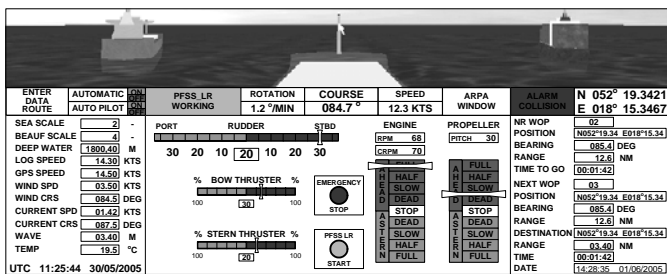 ENTER DATA ROUTE
AUTOMATIC ON OFF
AUTO PILOT ON OFF
PFSS_LR WORKING
ROTATION
1.2 °/MIN
COURSE
084.7 °
SPEED
12.3 KTS
ARPA WINDOW
ALARM COLLISION
N 052° 19.3421
E 018° 15.3467
SEA SCALE 2 -
BEAUF SCALE 4 -
DEEP WATER 1800,40 M
LOG SPEED 14.30 KTS
GPS SPEED 14.50 KTS
WIND SPD 03.50 KTS
WIND CRS 084.5 DEG
CURRENT SPD 01.42 KTS
CURRENT CRS 087.5 DEG
WAVE 03.40 M
TEMP 19.5 °C
UTC 11:25:44 30/05/2005
PORT RUDDER STBD
30 20 10 20 10 20 30
% BOW THRUSTER %
100 30 100
% STERN THRUSTER %
100 20 100
EMERGENCY
STOP
PFSS LR
START
ENGINE
RPM 68
CRPM 70
AHEAD
FULL
HALF
SLOW
DEAD
STOP
ASTERN
DEAD
SLOW
HALF
FULL
PROPELLER
PITCH 30
AHEAD
FULL
HALF
SLOW
DEAD
STOP
ASTERN
DEAD
SLOW
HALF
FULL
NR WOP 02
POSITION N052°19.34 E018°15.34
BEARING 085.4 DEG
RANGE 12.6 NM
TIME TO GO 00:01:42
NEXT WOP 03
POSITION N052°19.34 E018°15.34
BEARING 085.4 DEG
RANGE 12.6 NM
DESTINATION N052°19.34 E018°15.34
RANGE 03.40 NM
TIME 00:01:42
DATE 14:28:35 01/06/2005